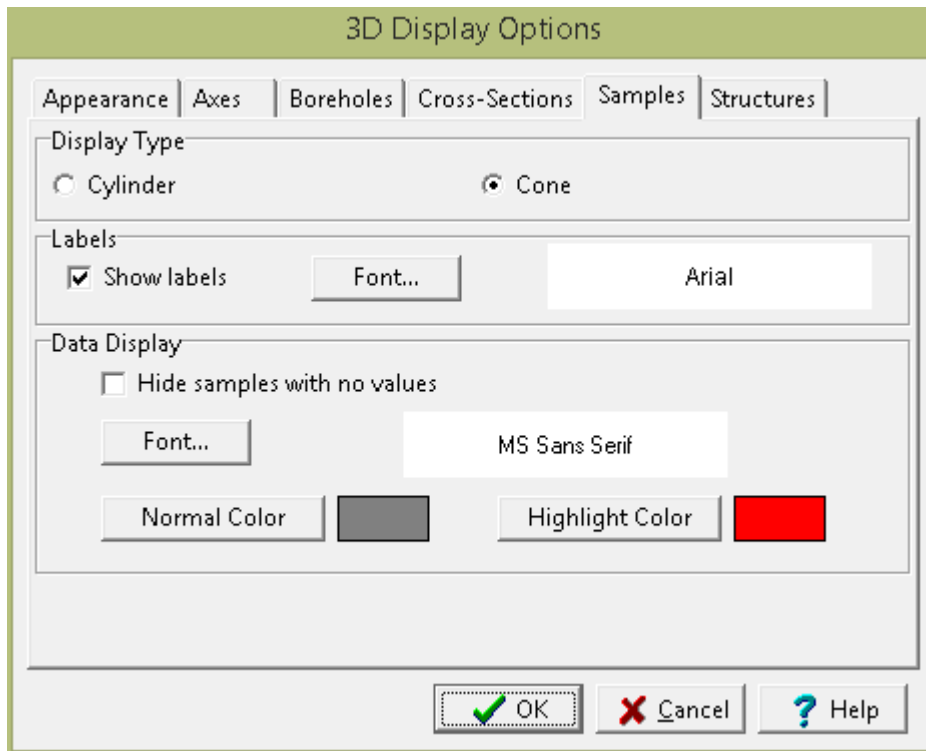 3D Display Options
Appearance Axes Boreholes Cross-Sections Samples Structures
Display Type
Cylinder Cone
Labels
Show labels Font... Arial
Data Display
Hide samples with no values
Font... MS Sans Serif
Normal Color Highlight Color
OK Cancel Help